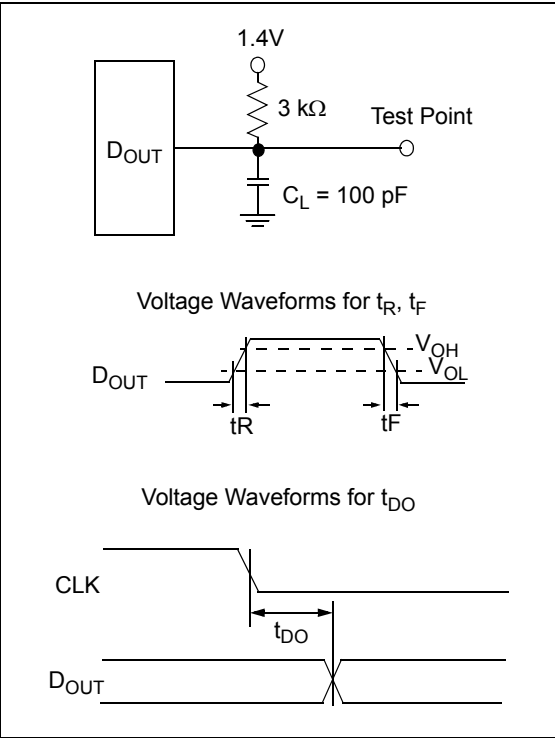 1.4V
3 kΩ
Test Point
DOUT
CL = 100 pF
Voltage Waveforms for tR, tF
VOH
DOUT
VOL
tR
tF
Voltage Waveforms for tDO
CLK
tDO
DOUT